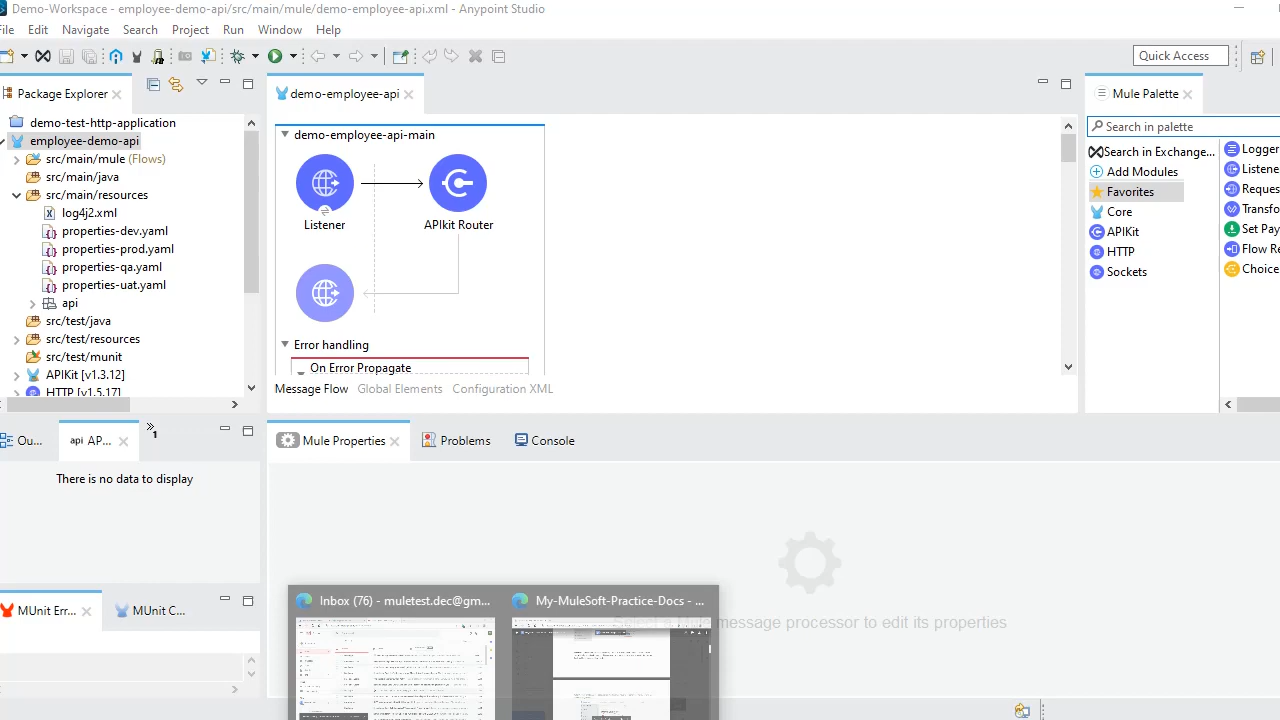 Demo-Workspace - employee-demo-api/src/main/mule/demo-employee-api.xml - Anypoint Studio
File Edit Navigate Search Project Run Window Help
Quick Access
Package Explorer
demo-test-http-application
employee-demo-api
src/main/mule (Flows)
src/main/java
src/main/resources
log4j2.xml
properties-dev.yaml
properties-prod.yaml
properties-qa.yaml
properties-uat.yaml
api
src/test/java
src/test/resources
src/test/munit
APIKit [v1.3.12]
HTTP [v1.5.17]
demo-employee-api
demo-employee-api-main
Listener
APIkit Router
Error handling
On Error Propagate
Message Flow Global Elements Configuration XML
Mule Palette
Search in palette
Search in Exchange...
Add Modules
Favorites
Core
APIKit
HTTP
Sockets
Logger
Listene
Reques
Transfo
Set Pay
Flow Re
Choice
Ou...
api AP...
1
There is no data to display
MUnit Err...
MUnit C...
Mule Properties
Problems
Console
message processor to edit its properties
Inbox (76) - muletest.dec@gm...
My-MuleSoft-Practice-Docs - ...